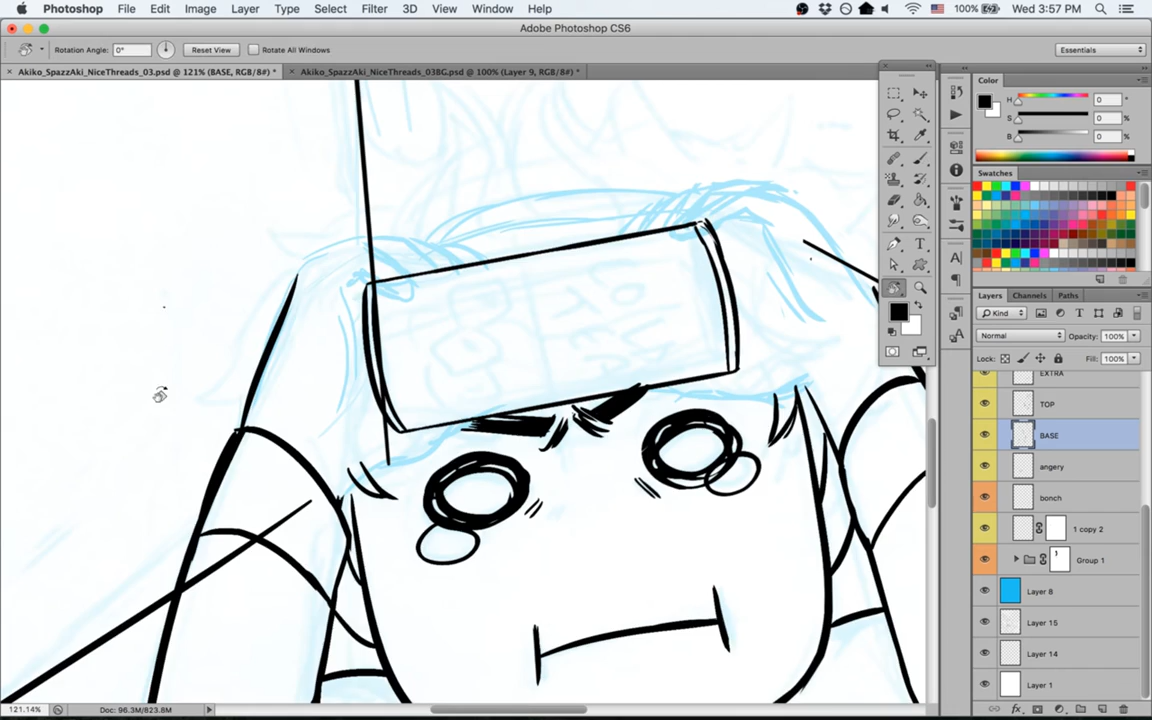 Photoshop File Edit Image Layer Type Select Filter 3D View Window Help 100% Wed 3:57 PM
Adobe Photoshop CS6
Rotation Angle: 0° Reset View Rotate All Windows Essentials
× Akiko_SpazzAki_NiceThreads_03.psd @ 121% (BASE, RGB/8#) * × Akiko_SpazzAki_NiceThreads_03BG.psd @ 100% (Layer 9, RGB/8#) *
Color
H 0 °
S 0 %
B 0 %
Swatches
Layers Channels Paths
Kind
Normal Opacity: 100%
Lock: Fill: 100%
EXTRA
TOP
BASE
angery
bonch
1 copy 2
Group 1
Layer 8
Layer 15
Layer 14
Layer 1
121.14% Doc: 96.3M/823.8M